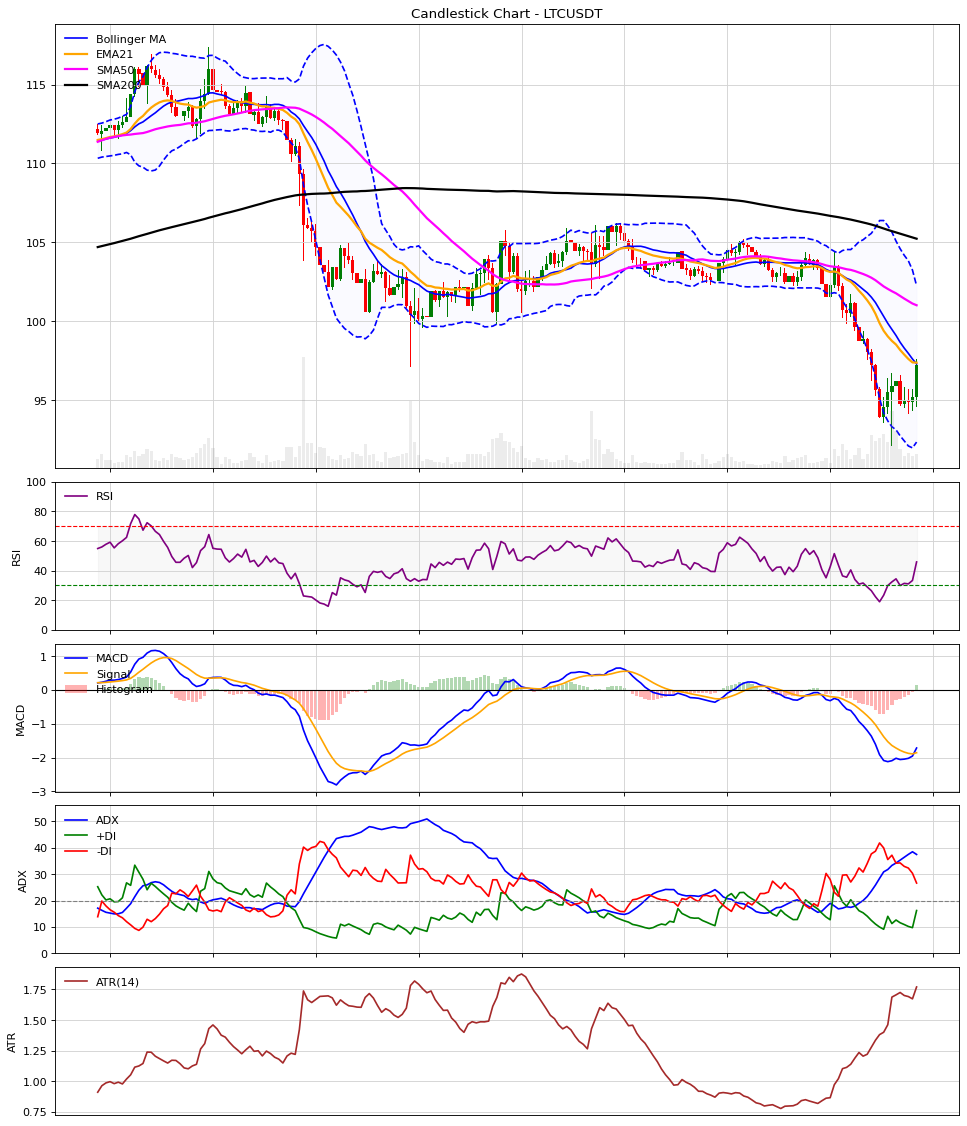 Candlestick Chart - LTCUSDT
Bollinger MA
EMA21
SMA50
SMA200
115
110
105
100
95
RSI
100
80
60
40
20
0
RSI
MACD
Signal
Histogram
1
0
−1
−2
−3
MACD
ADX
+DI
-DI
50
40
30
20
10
0
ADX
ATR(14)
1.75
1.50
1.25
1.00
0.75
ATR